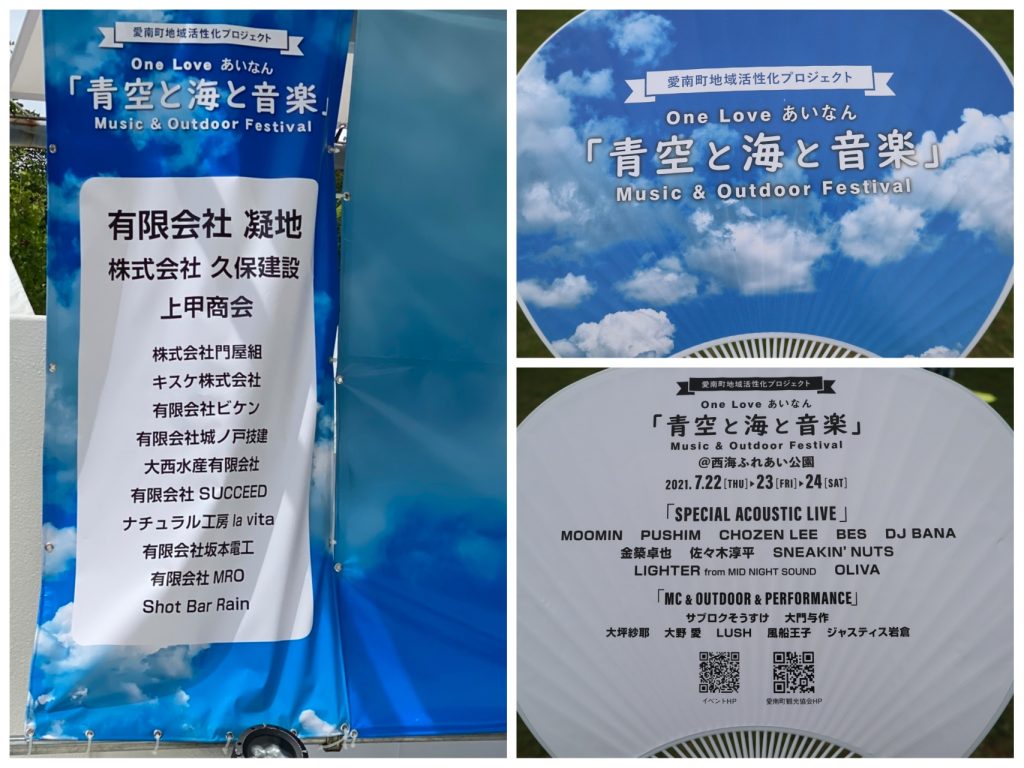 愛南町地域活性化プロジェクト
One Love あいなん
「青空と海と音楽」
Music & Outdoor Festival
有限会社 凝地
株式会社 久保建設
上甲商会
株式会社門屋組
キスケ株式会社
有限会社ビケン
有限会社城ノ戸技建
大西水産有限会社
有限会社 SUCCEED
ナチュラル工房 la vita
有限会社坂本電工
有限会社 MRO
Shot Bar Rain
愛南町地域活性化プロジェクト
One Love あいなん
「青空と海と音楽」
Music & Outdoor Festival
愛南町地域活性化プロジェクト
One Love あいなん
「青空と海と音楽」
Music & Outdoor Festival
@西海ふれあい公園
2021. 7.22 [THU] ▸ 23 [FRI] ▸ 24 [SAT]
「SPECIAL ACOUSTIC LIVE」
MOOMIN PUSHIM CHOZEN LEE BES DJ BANA
金築卓也 佐々木淳平 SNEAKIN' NUTS
LIGHTER from MID NIGHT SOUND OLIVA
「MC & OUTDOOR & PERFORMANCE」
サブロクそうすけ 大門与作
大坪紗耶 大野 愛 LUSH 風船王子 ジャスティス岩倉
イベントHP 愛南町観光協会HP